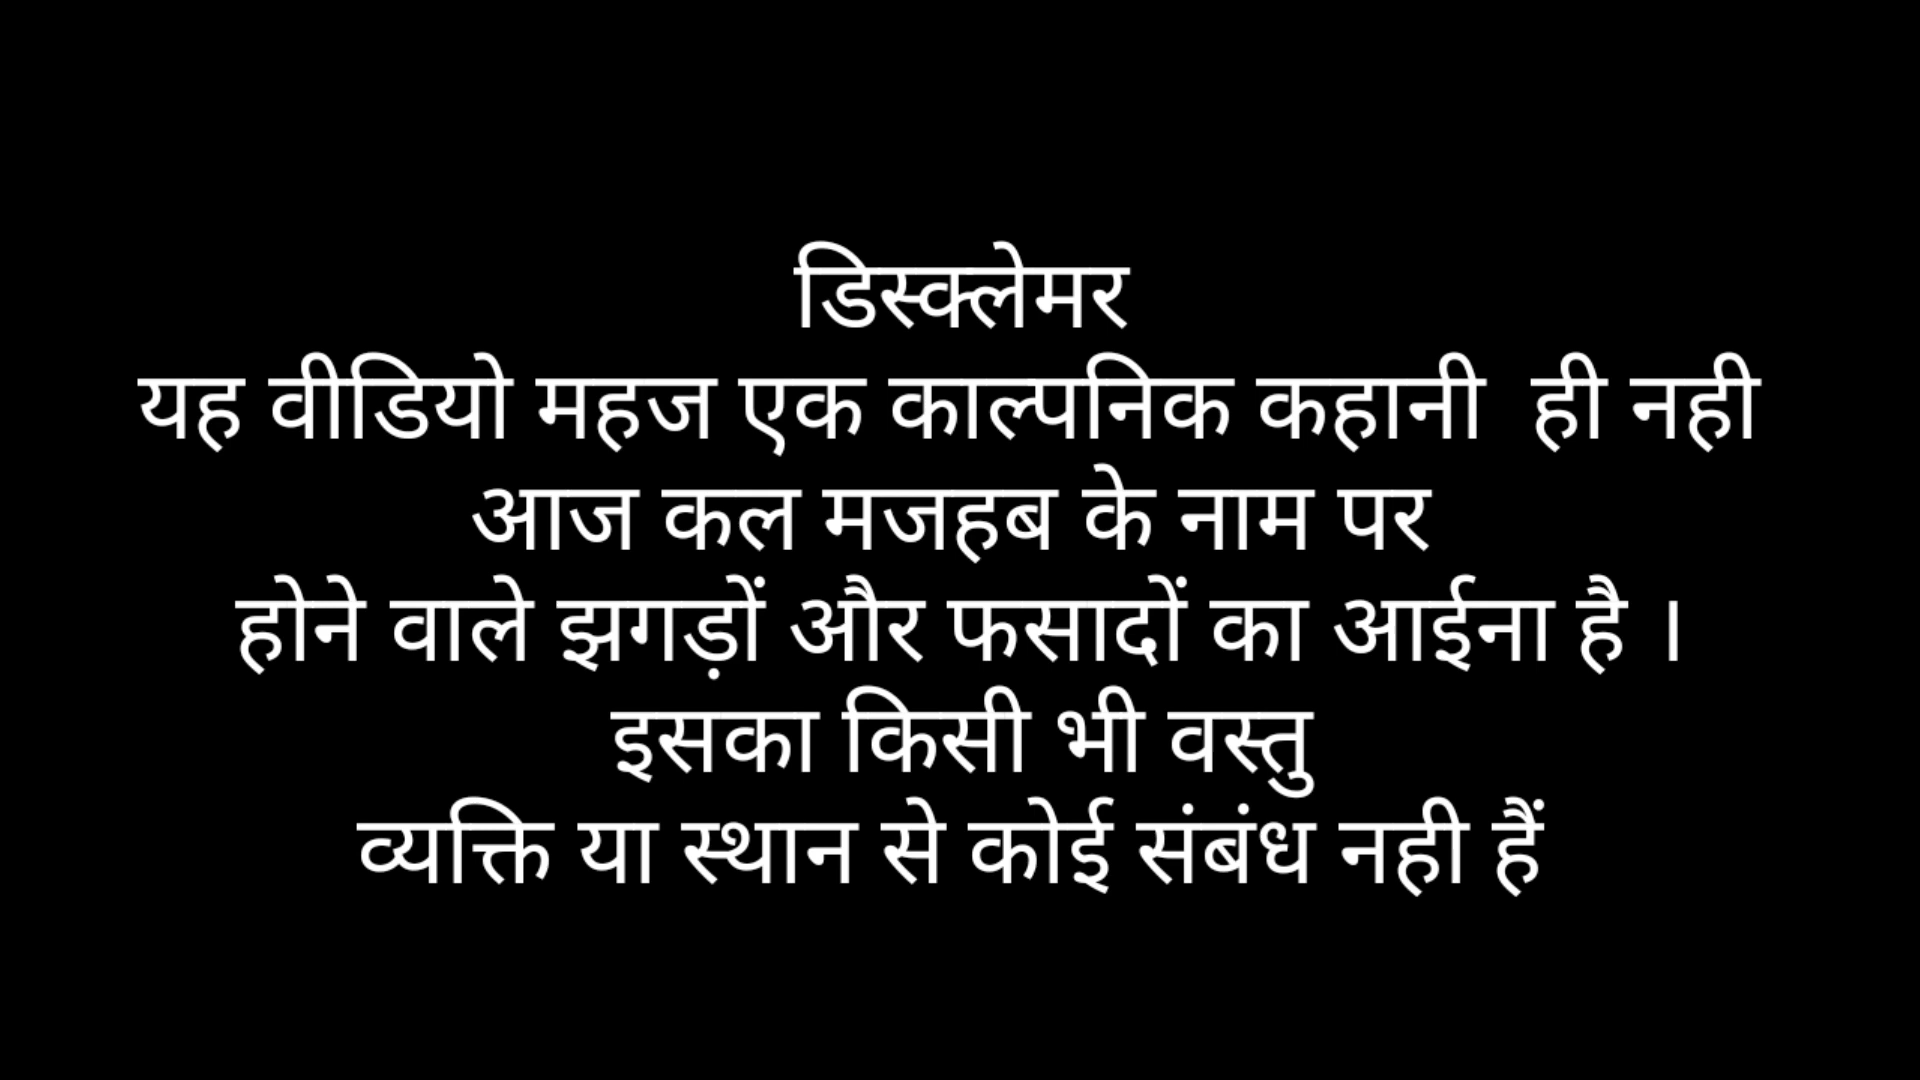 डिस्क्लेमर
यह वीडियो महज एक काल्पनिक कहानी  ही नही
आज कल मजहब के नाम पर
होने वाले झगड़ों और फसादों का आईना है ।
इसका किसी भी वस्तु
व्यक्ति या स्थान से कोई संबंध नही हैं